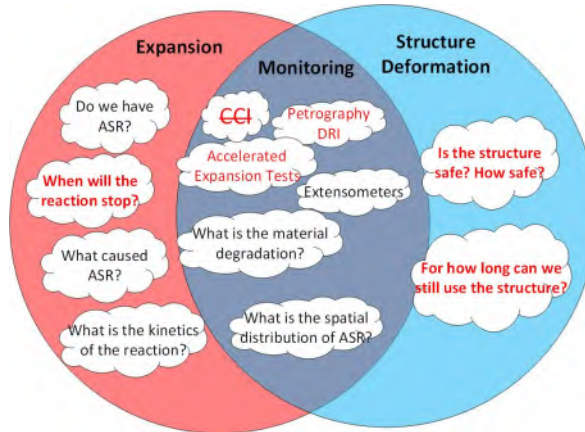 Expansion
Monitoring
Structure
Deformation
Do we have
ASR?
When will the
reaction stop?
What caused
ASR?
What is the kinetics
of the reaction?
CCI
Petrography
DRI
Accelerated
Expansion Tests
Extensometers
What is the material
degradation?
What is the spatial
distribution of ASR?
Is the structure
safe? How safe?
For how long can we
still use the structure?